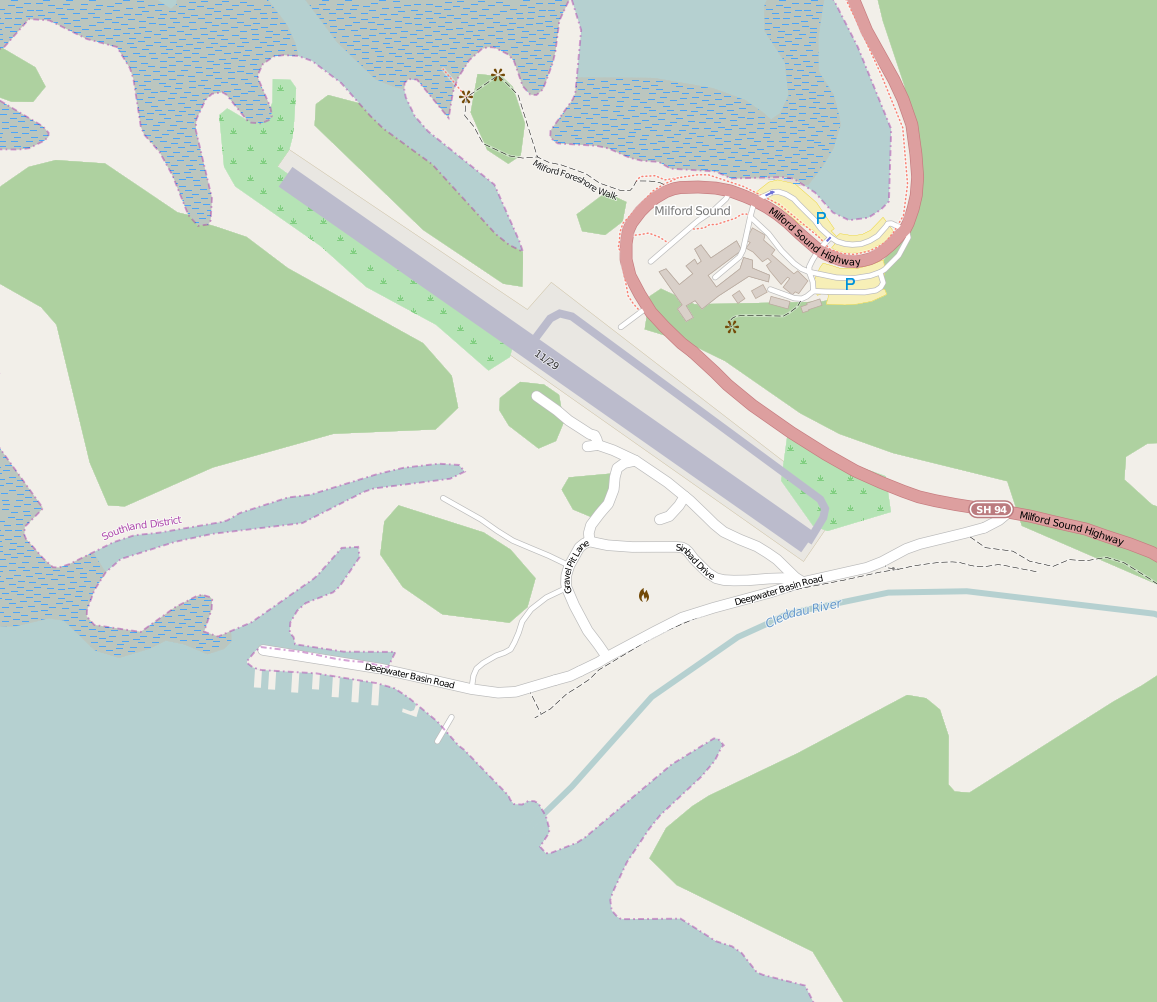 Milford Foreshore Walk
Milford Sound
P
Milford Sound Highway
P
11/29
SH 94
Milford Sound Highway
Southland District
Gravel Pit Lane
Sinbad Drive
Deepwater Basin Road
Cleddau River
Deepwater Basin Road